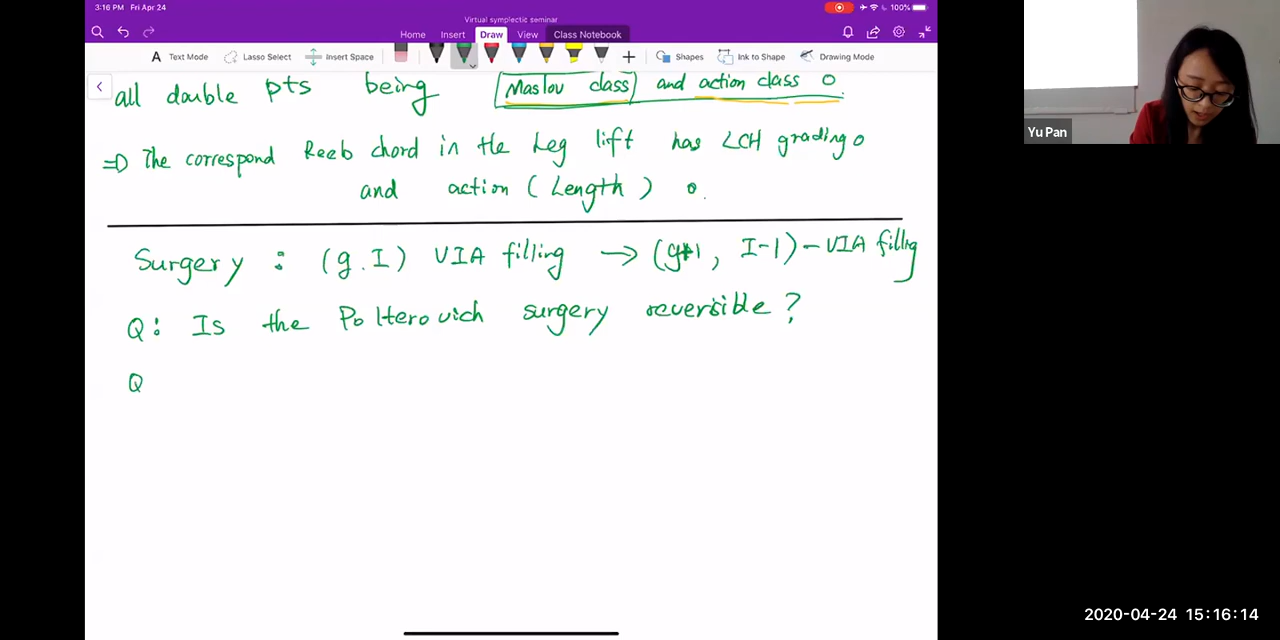 3:16 PM Fri Apr 24
100%
Virtual symplectic seminar
Home Insert Draw View Class Notebook
Text Mode Lasso Select Insert Space Shapes Ink to Shape Drawing Mode
all double pts being Maslov class and action class 0.
⇒ The correspond Reeb chord in the Leg lift has LCH grading 0
and action (Length) 0.
Surgery : (g, I) VIA filling → (g+1, I-1)-VIA filling
Q: Is the Polterovich surgery reversible?
Q
Yu Pan
2020-04-24 15:16:14